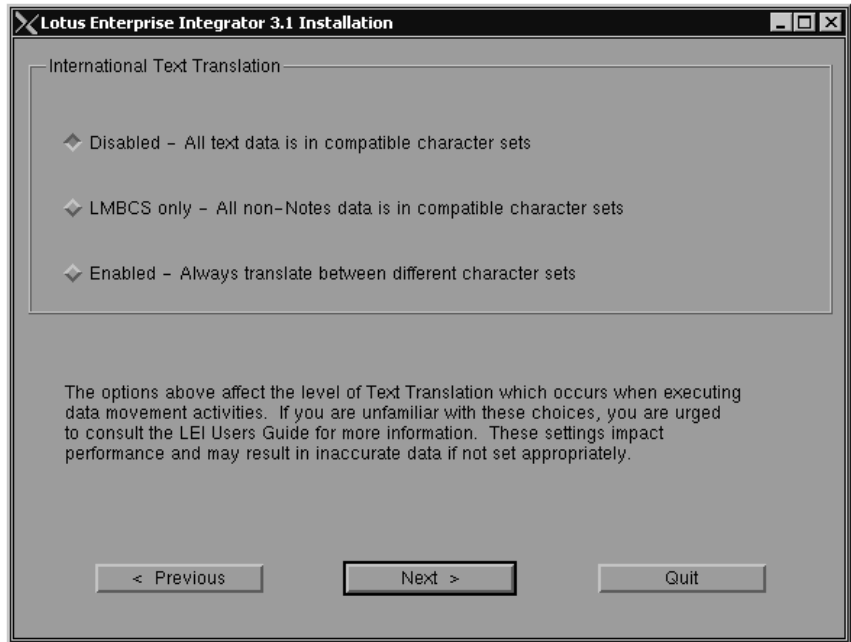 Lotus Enterprise Integrator 3.1 Installation
International Text Translation
Disabled – All text data is in compatible character sets
LMBCS only – All non–Notes data is in compatible character sets
Enabled – Always translate between different character sets
The options above affect the level of Text Translation which occurs when executing
data movement activities.  If you are unfamiliar with these choices, you are urged
to consult the LEI Users Guide for more information.  These settings impact
performance and may result in inaccurate data if not set appropriately.
< Previous
Next >
Quit